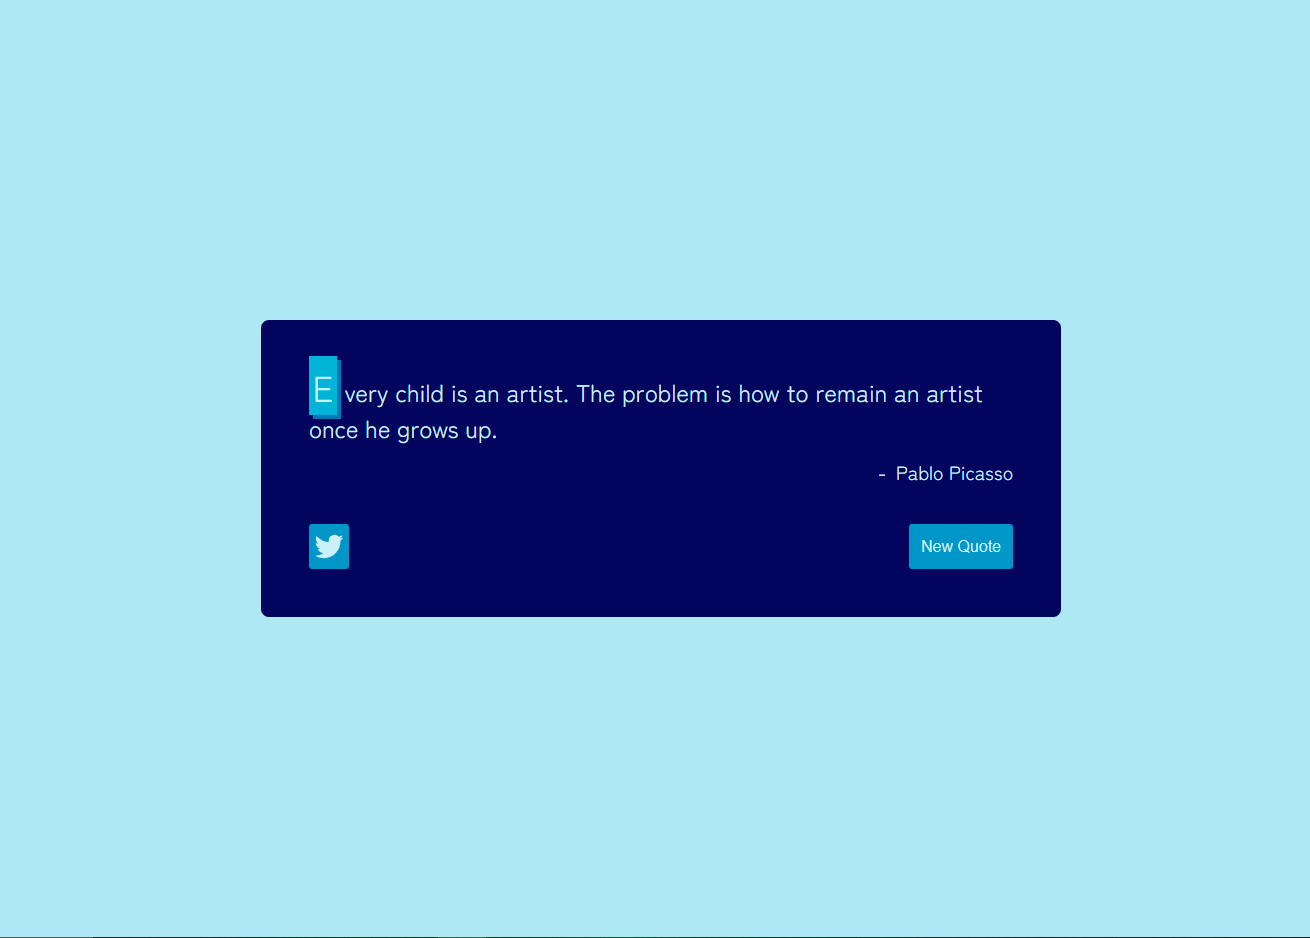 Every child is an artist. The problem is how to remain an artist
once he grows up.
- Pablo Picasso
New Quote